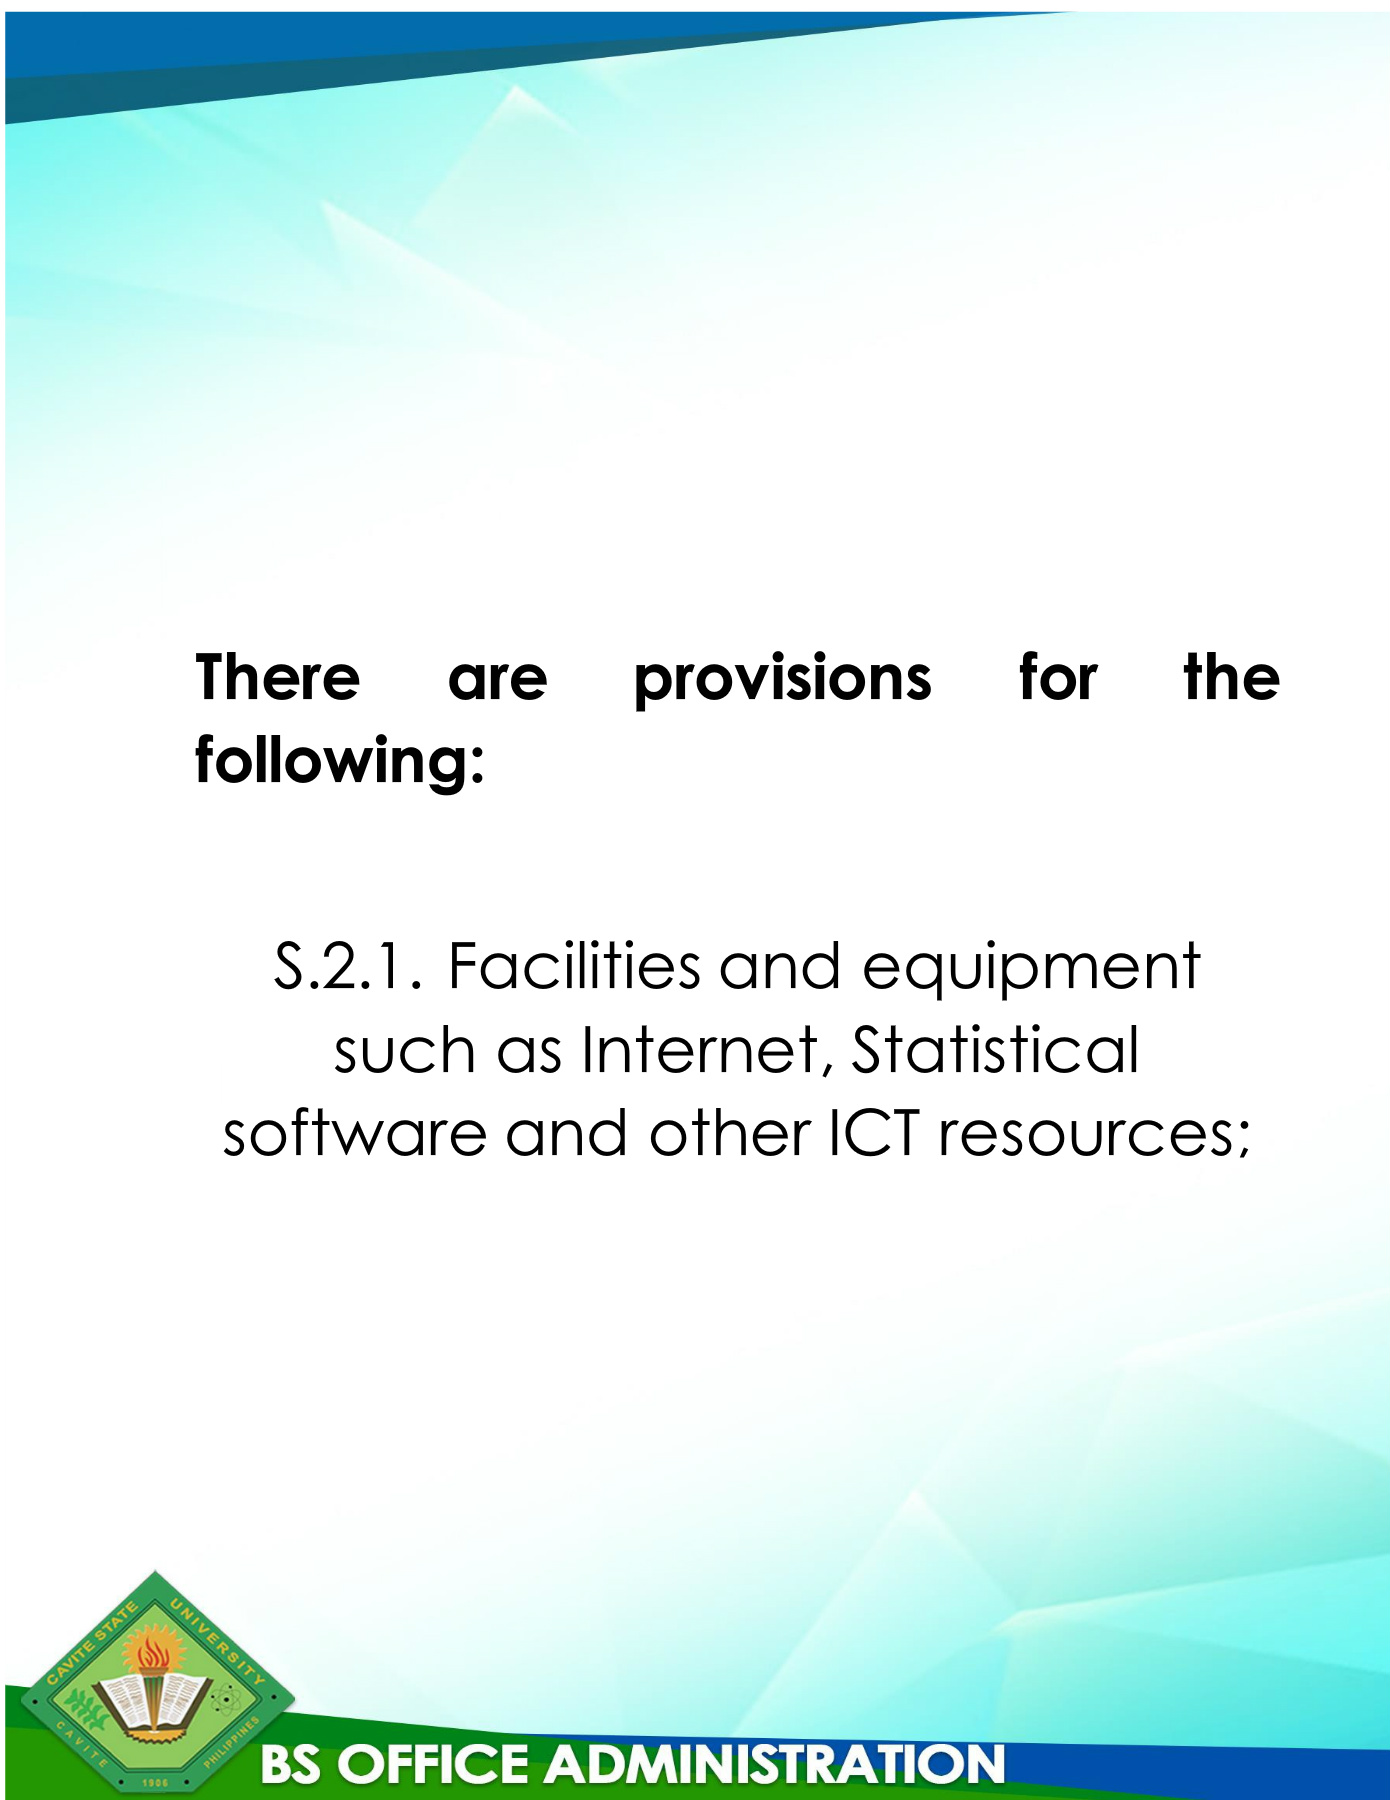 There are provisions for the
following:
S.2.1. Facilities and equipment
such as Internet, Statistical
software and other ICT resources;
CAVITE STATE UNIVERSITY
CAVITE 1906 PHILIPPINES
BS OFFICE ADMINISTRATION